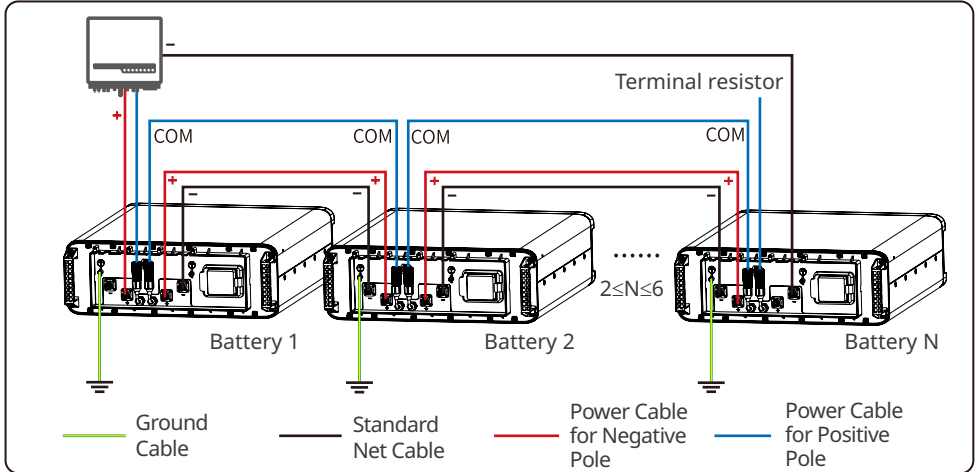 −
Terminal resistor
+
COM
COM
COM
COM
+
−
−
+
+
−
−
+
......
2≤N≤6
Battery 1
Battery 2
Battery N
Ground
Cable
Standard
Net Cable
Power Cable
for Negative
Pole
Power Cable
for Positive
Pole